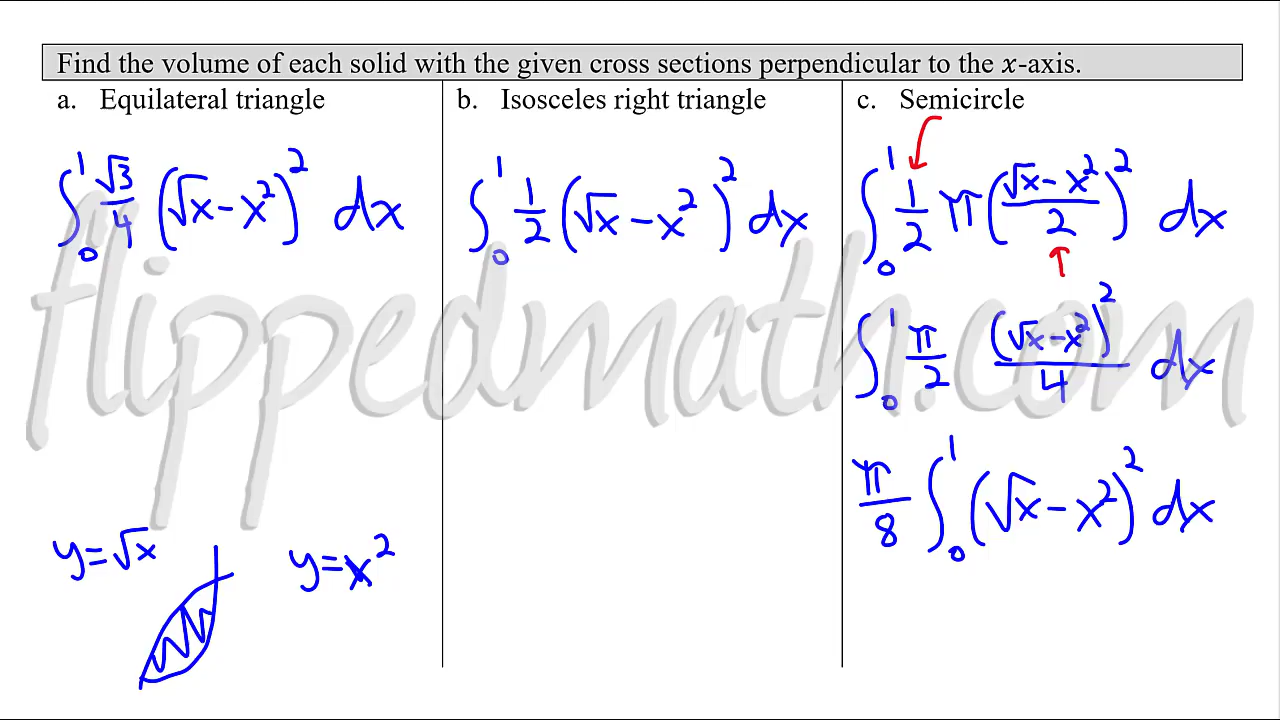 Find the volume of each solid with the given cross sections perpendicular to the x-axis.
a. Equilateral triangle
∫₀¹ √3/4 (√x − x²)² dx
y = √x
y = x²
b. Isosceles right triangle
∫₀¹ 1/2 (√x − x²)² dx
c. Semicircle
∫₀¹ 1/2 π ((√x − x²)/2)² dx
∫₀¹ π/2 (√x − x²)²/4 dx
π/8 ∫₀¹ (√x − x²)² dx
flippedmath.com